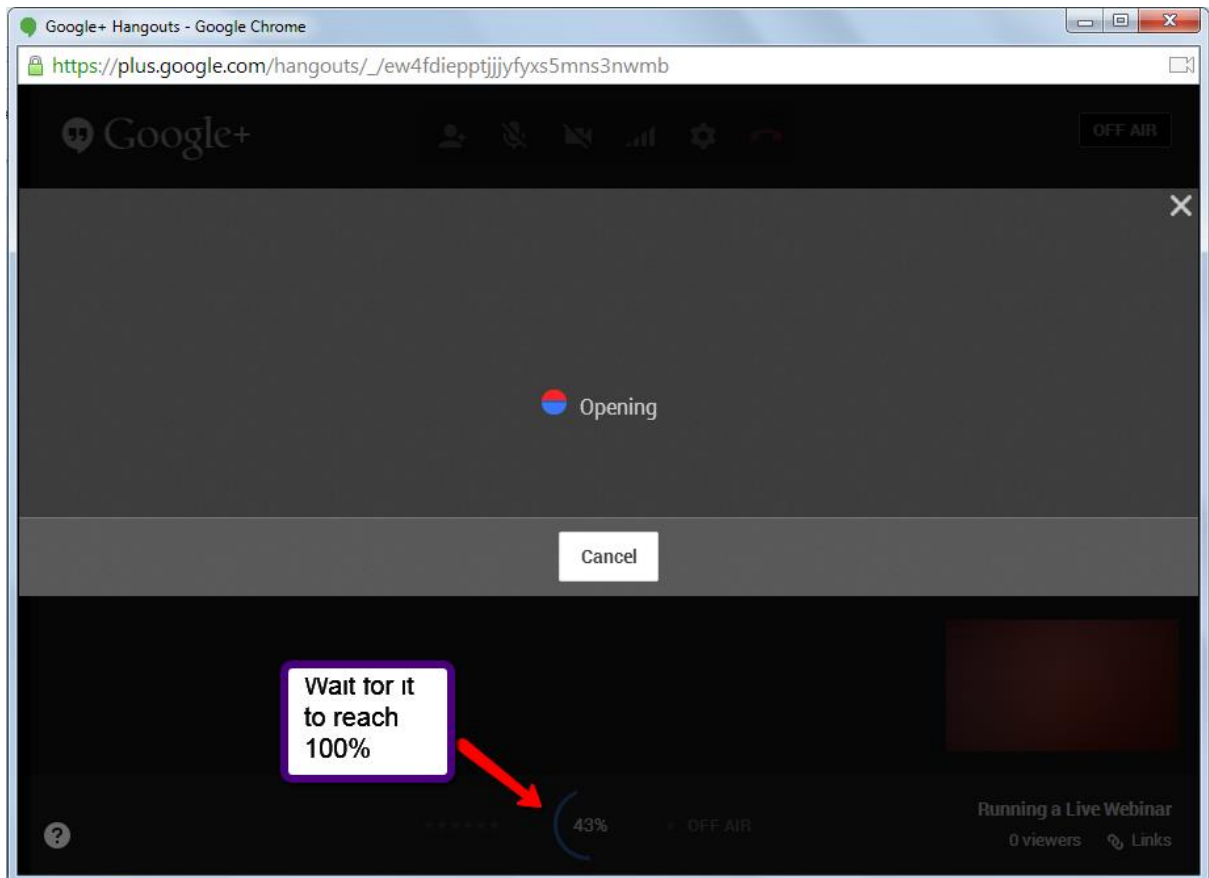 Google+ Hangouts - Google Chrome
https://plus.google.com/hangouts/_/ew4fdiepptjjjyfyxs5mns3nwmb
Google+
OFF AIR
Opening
Cancel
Wait for it
to reach
100%
43%
OFF AIR
Running a Live Webinar
0 viewers Links
?